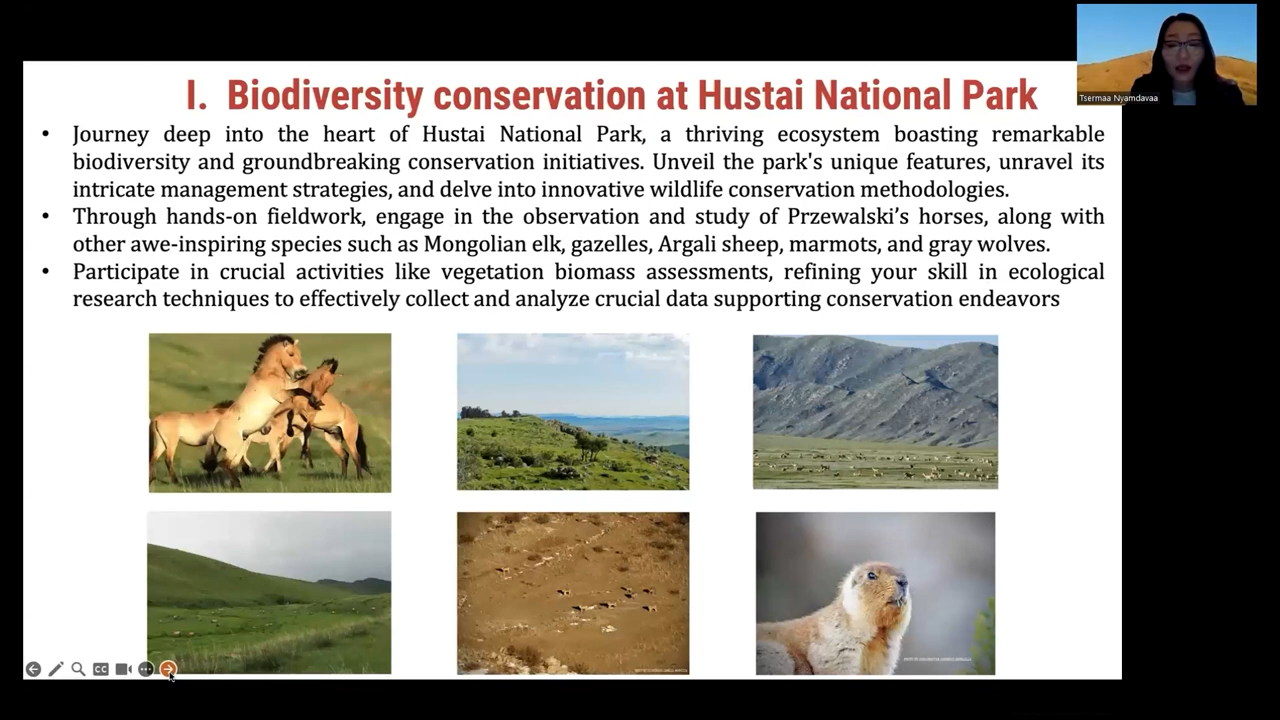 Tsermaa Nyamdavaa
I. Biodiversity conservation at Hustai National Park
• Journey deep into the heart of Hustai National Park, a thriving ecosystem boasting remarkable
biodiversity and groundbreaking conservation initiatives. Unveil the park's unique features, unravel its
intricate management strategies, and delve into innovative wildlife conservation methodologies.
• Through hands-on fieldwork, engage in the observation and study of Przewalski’s horses, along with
other awe-inspiring species such as Mongolian elk, gazelles, Argali sheep, marmots, and gray wolves.
• Participate in crucial activities like vegetation biomass assessments, refining your skill in ecological
research techniques to effectively collect and analyze crucial data supporting conservation endeavors
CC